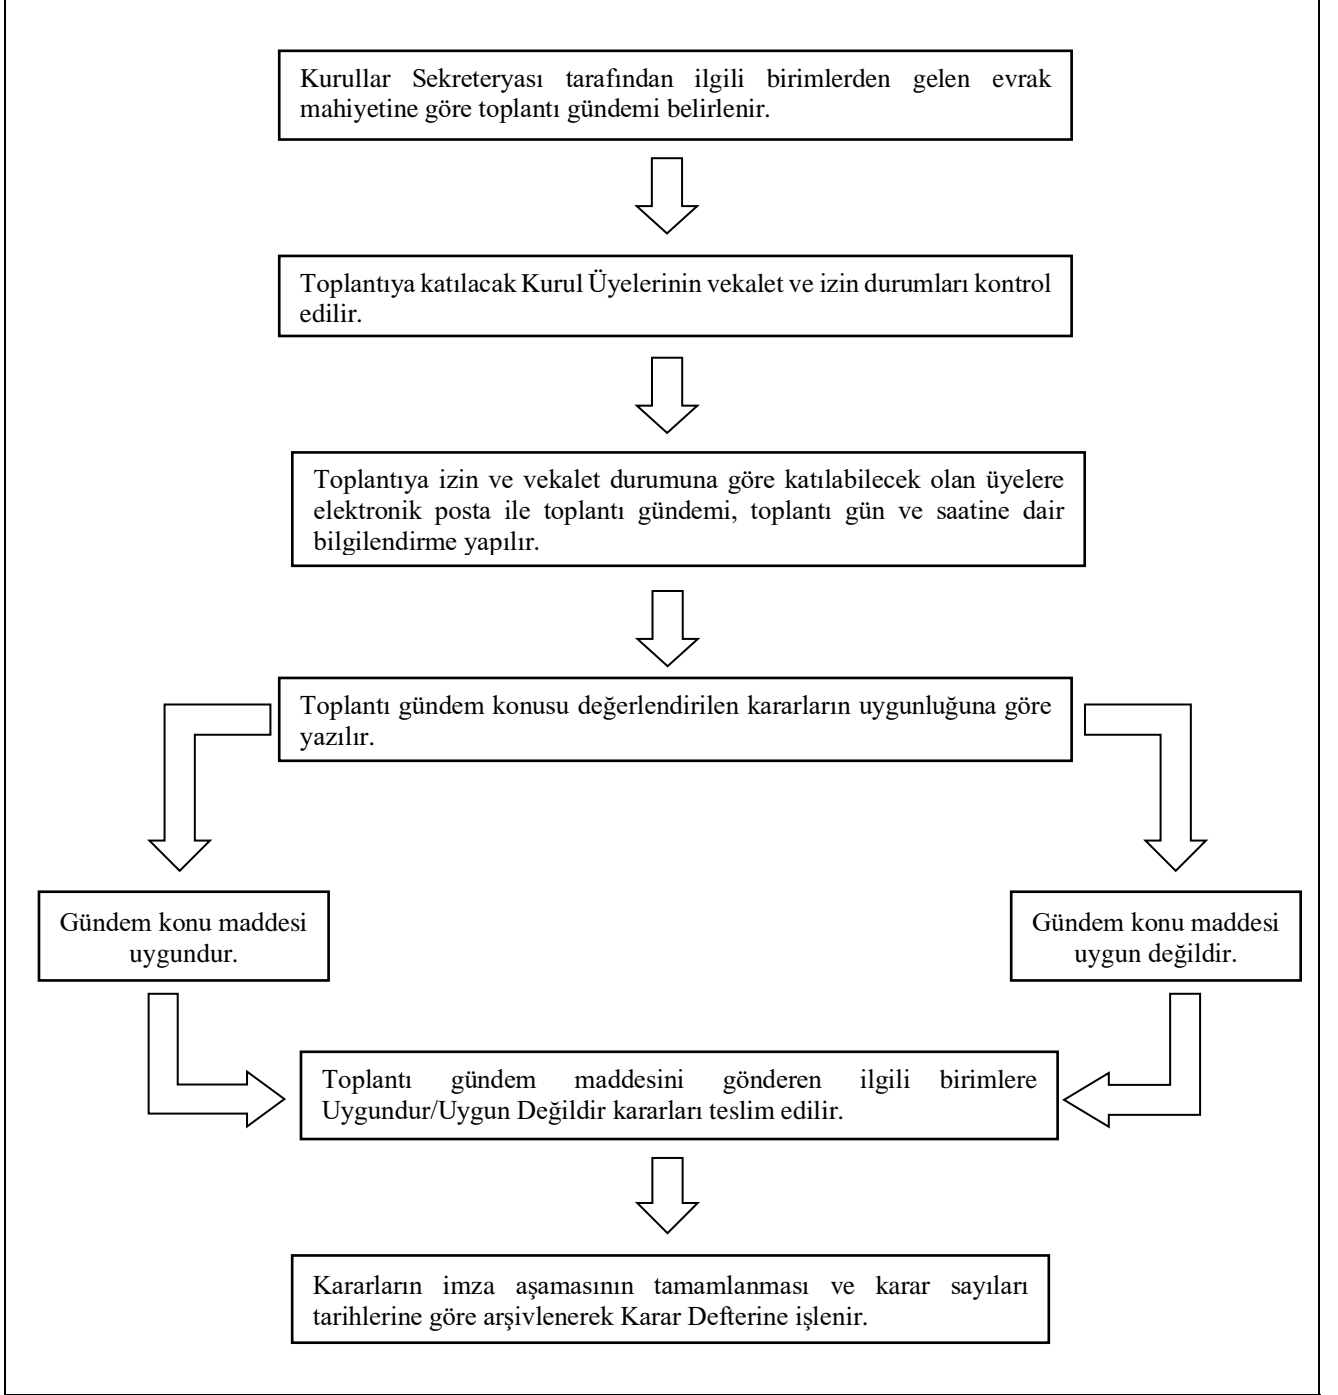 Kurullar Sekreteryası tarafından ilgili birimlerden gelen evrak
mahiyetine göre toplantı gündemi belirlenir.
Toplantıya katılacak Kurul Üyelerinin vekalet ve izin durumları kontrol
edilir.
Toplantıya izin ve vekalet durumuna göre katılabilecek olan üyelere
elektronik posta ile toplantı gündemi, toplantı gün ve saatine dair
bilgilendirme yapılır.
Toplantı gündem konusu değerlendirilen kararların uygunluğuna göre
yazılır.
Gündem konu maddesi
uygundur.
Gündem konu maddesi
uygun değildir.
Toplantı gündem maddesini gönderen ilgili birimlere
Uygundur/Uygun Değildir kararları teslim edilir.
Kararların imza aşamasının tamamlanması ve karar sayıları
tarihlerine göre arşivlenerek Karar Defterine işlenir.